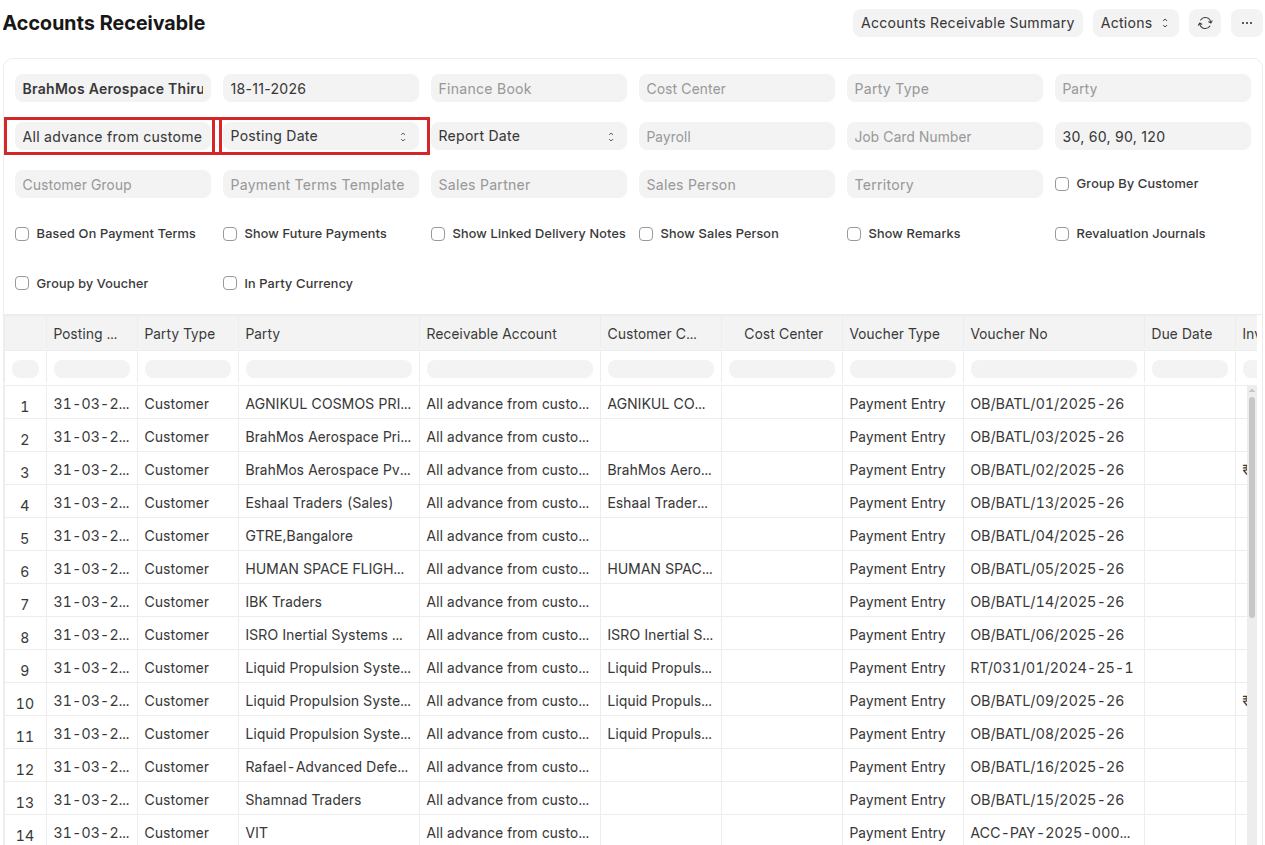 Accounts Receivable
Accounts Receivable Summary Actions ...
BrahMos Aerospace Thiru 18-11-2026 Finance Book Cost Center Party Type Party
All advance from custome Posting Date Report Date Payroll Job Card Number 30, 60, 90, 120
Customer Group Payment Terms Template Sales Partner Sales Person Territory Group By Customer
Based On Payment Terms Show Future Payments Show Linked Delivery Notes Show Sales Person Show Remarks Revaluation Journals
Group by Voucher In Party Currency
Posting ... Party Type Party Receivable Account Customer C... Cost Center Voucher Type Voucher No Due Date Inv
1 31-03-2... Customer AGNIKUL COSMOS PRI... All advance from custo... AGNIKUL CO... Payment Entry OB/BATL/01/2025-26
2 31-03-2... Customer BrahMos Aerospace Pri... All advance from custo... Payment Entry OB/BATL/03/2025-26
3 31-03-2... Customer BrahMos Aerospace Pv... All advance from custo... BrahMos Aero... Payment Entry OB/BATL/02/2025-26 ₹
4 31-03-2... Customer Eshaal Traders (Sales) All advance from custo... Eshaal Trader... Payment Entry OB/BATL/13/2025-26
5 31-03-2... Customer GTRE,Bangalore All advance from custo... Payment Entry OB/BATL/04/2025-26
6 31-03-2... Customer HUMAN SPACE FLIGH... All advance from custo... HUMAN SPAC... Payment Entry OB/BATL/05/2025-26
7 31-03-2... Customer IBK Traders All advance from custo... Payment Entry OB/BATL/14/2025-26
8 31-03-2... Customer ISRO Inertial Systems ... All advance from custo... ISRO Inertial S... Payment Entry OB/BATL/06/2025-26
9 31-03-2... Customer Liquid Propulsion Syste... All advance from custo... Liquid Propuls... Payment Entry RT/031/01/2024-25-1
10 31-03-2... Customer Liquid Propulsion Syste... All advance from custo... Liquid Propuls... Payment Entry OB/BATL/09/2025-26 ₹
11 31-03-2... Customer Liquid Propulsion Syste... All advance from custo... Liquid Propuls... Payment Entry OB/BATL/08/2025-26
12 31-03-2... Customer Rafael-Advanced Defe... All advance from custo... Payment Entry OB/BATL/16/2025-26
13 31-03-2... Customer Shamnad Traders All advance from custo... Payment Entry OB/BATL/15/2025-26
14 31-03-2... Customer VIT All advance from custo... Payment Entry ACC-PAY-2025-000...